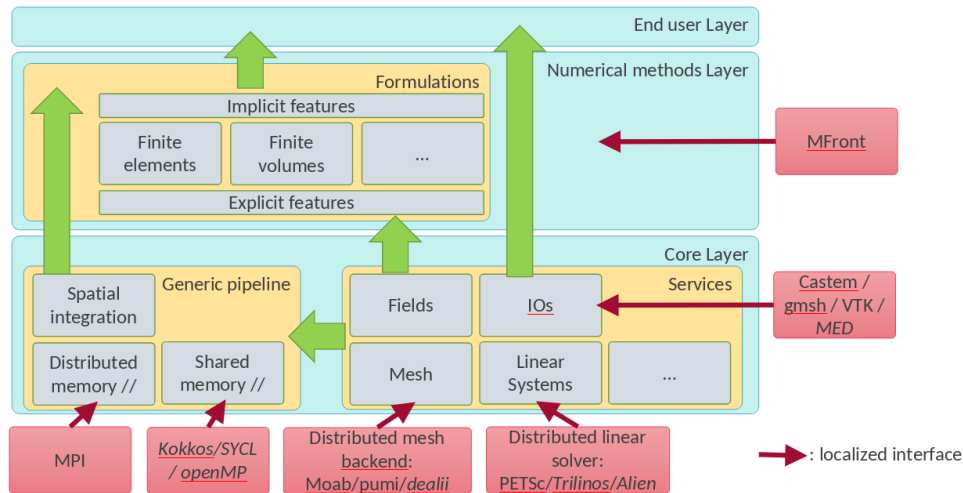 End user Layer
Numerical methods Layer
Formulations
Implicit features
Finite
elements
Finite
volumes
...
Explicit features
MFront
Core Layer
Generic pipeline
Services
Spatial
integration
Fields
IOs
Castem /
gmsh / VTK /
MED
Distributed
memory //
Shared
memory //
Mesh
Linear
Systems
...
MPI
Kokkos/SYCL
/ openMP
Distributed mesh
backend:
Moab/pumi/dealii
Distributed linear
solver:
PETSc/Trilinos/Alien
: localized interface